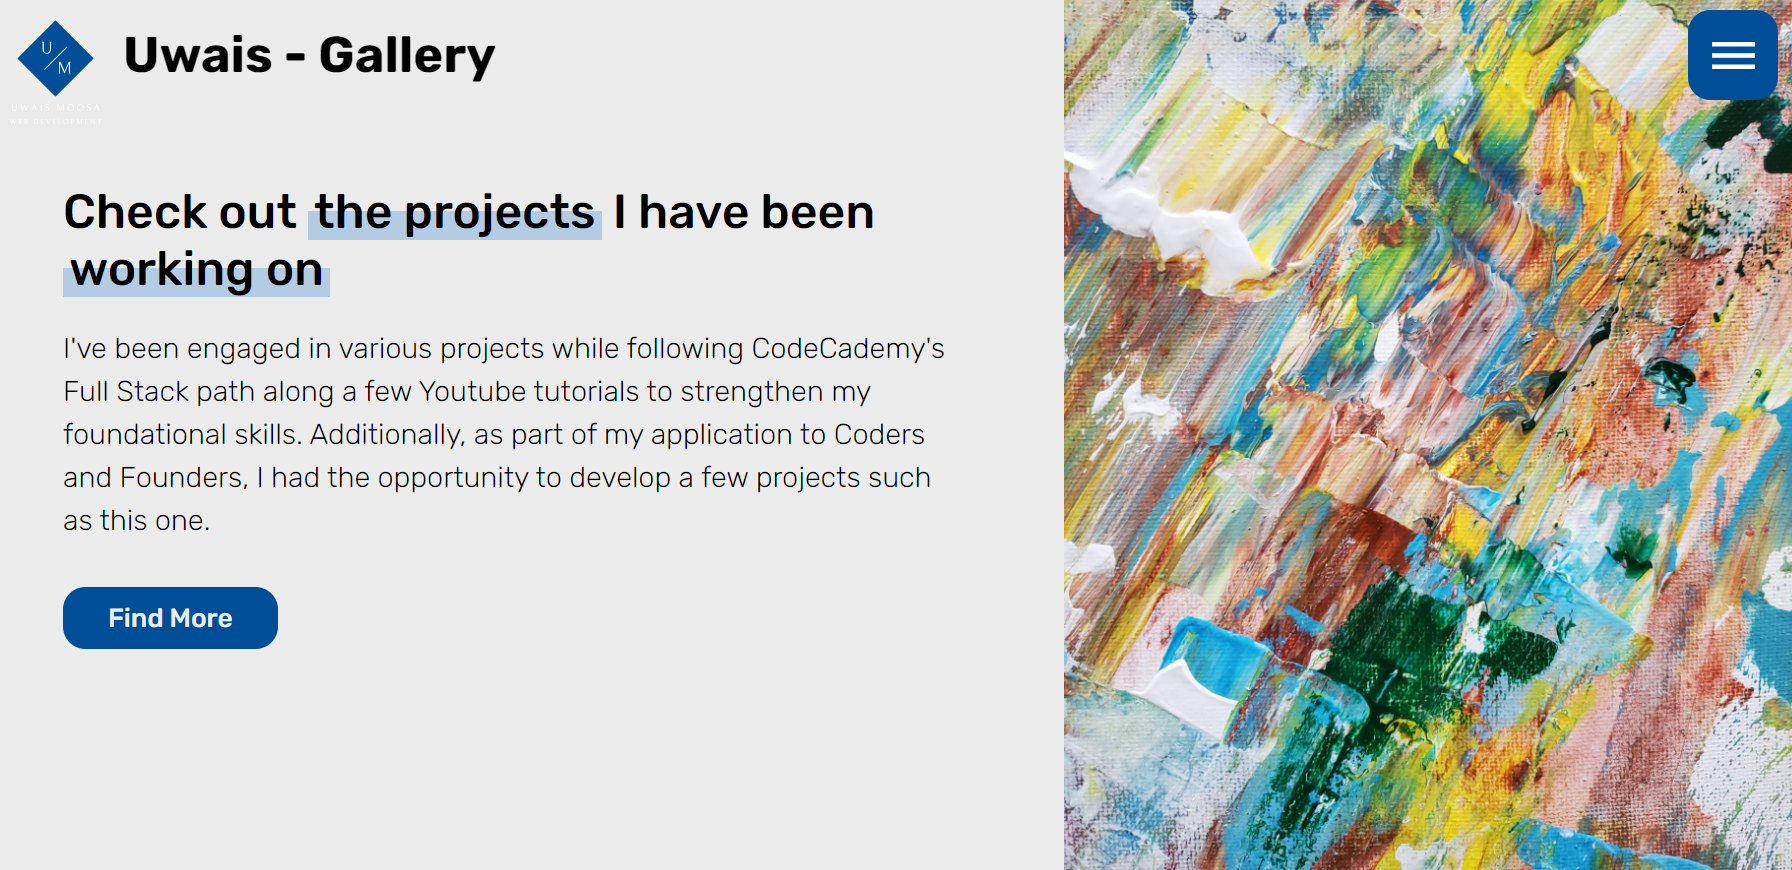 U/M
UWAIS MOOSA
WEB DEVELOPMENT
Uwais - Gallery
Check out the projects I have been
working on
I've been engaged in various projects while following CodeCademy's
Full Stack path along a few Youtube tutorials to strengthen my
foundational skills. Additionally, as part of my application to Coders
and Founders, I had the opportunity to develop a few projects such
as this one.
Find More